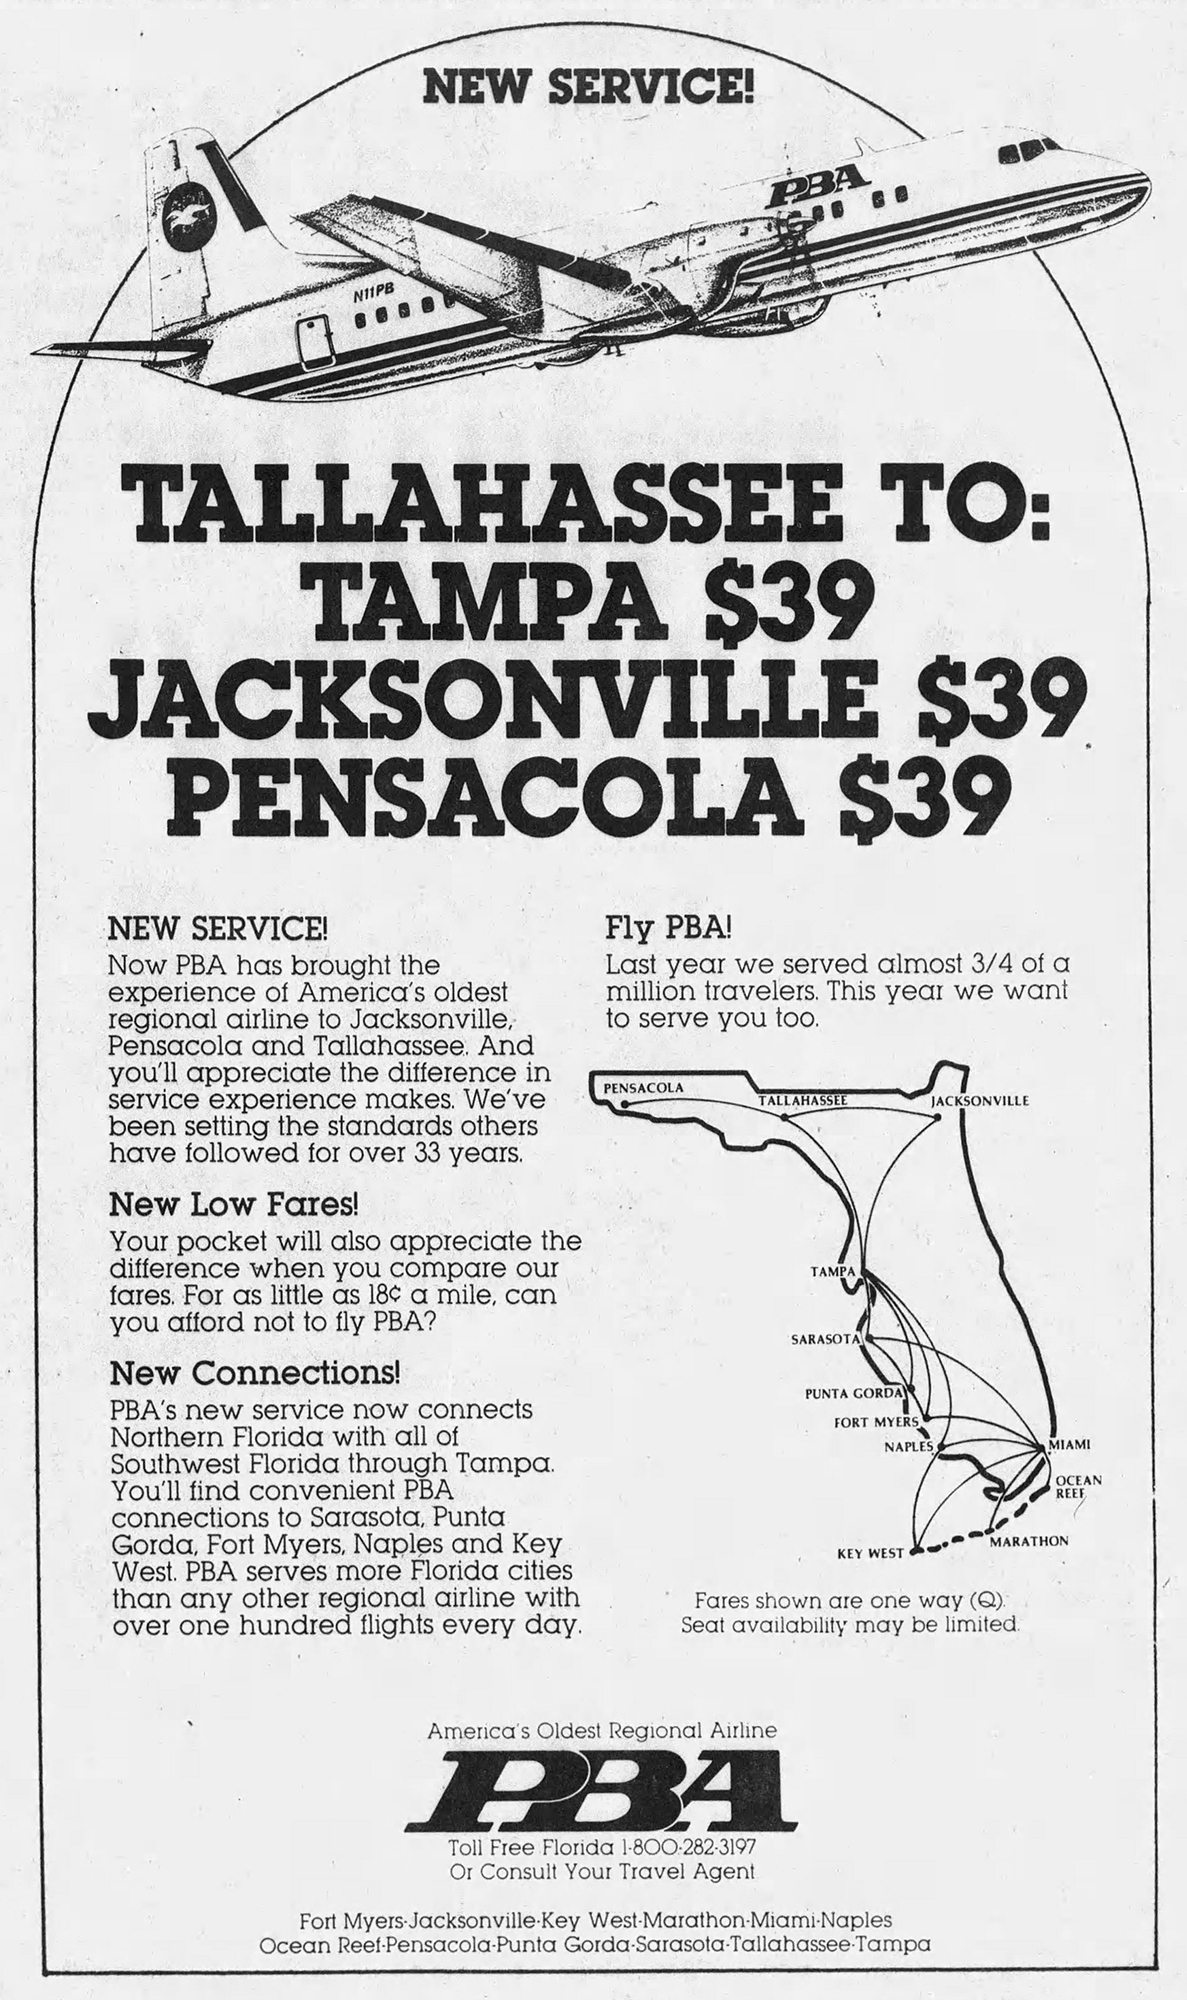 NEW SERVICE!
PBA
N11PB
TALLAHASSEE TO:
TAMPA $39
JACKSONVILLE $39
PENSACOLA $39
NEW SERVICE!
Now PBA has brought the
experience of America's oldest
regional airline to Jacksonville,
Pensacola and Tallahassee. And
you'll appreciate the difference in
service experience makes. We've
been setting the standards others
have followed for over 33 years.
New Low Fares!
Your pocket will also appreciate the
difference when you compare our
fares. For as little as 18¢ a mile, can
you afford not to fly PBA?
New Connections!
PBA's new service now connects
Northern Florida with all of
Southwest Florida through Tampa.
You'll find convenient PBA
connections to Sarasota, Punta
Gorda, Fort Myers, Naples and Key
West. PBA serves more Florida cities
than any other regional airline with
over one hundred flights every day.
Fly PBA!
Last year we served almost 3/4 of a
million travelers. This year we want
to serve you too.
PENSACOLA
TALLAHASSEE
JACKSONVILLE
TAMPA
SARASOTA
PUNTA GORDA
FORT MYERS
NAPLES
MIAMI
OCEAN
REEF
MARATHON
KEY WEST
Fares shown are one way (Q).
Seat availability may be limited.
America's Oldest Regional Airline
PBA
Toll Free Florida 1-800-282-3197
Or Consult Your Travel Agent
Fort Myers-Jacksonville-Key West-Marathon-Miami-Naples
Ocean Reef-Pensacola-Punta Gorda-Sarasota-Tallahassee-Tampa